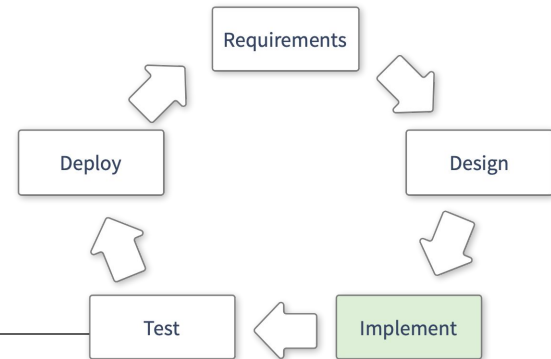 Requirements
Deploy
Design
Test
Implement